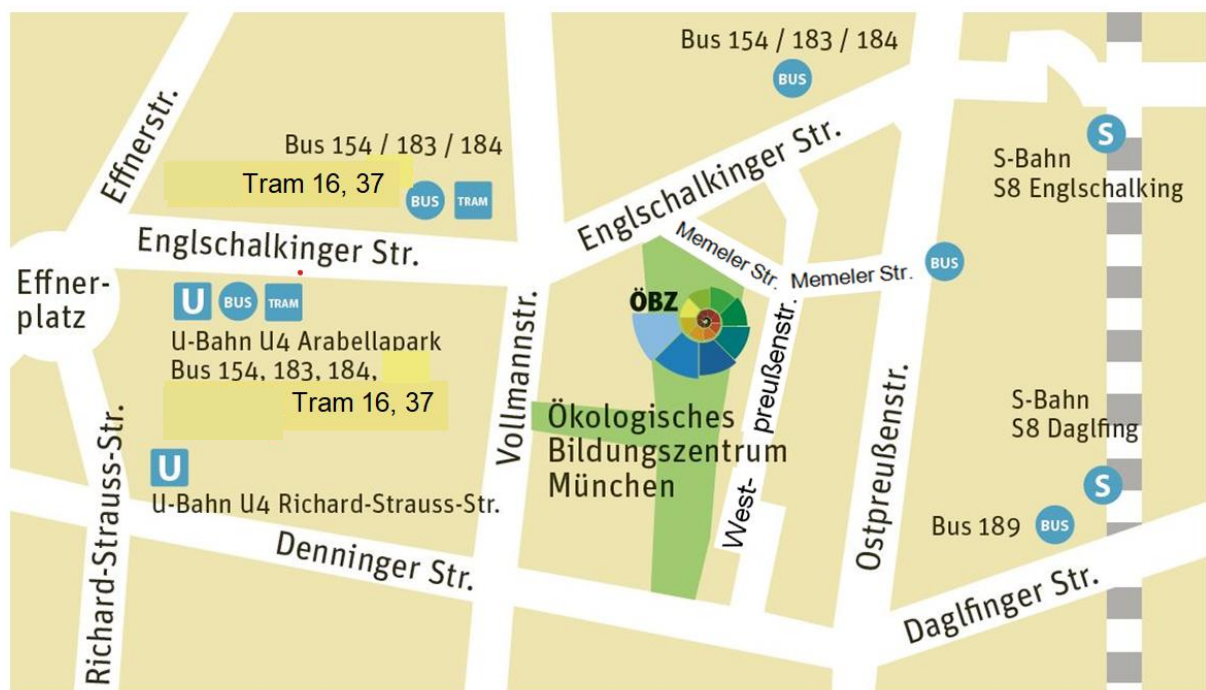 Effnerstr.
Bus 154 / 183 / 184
Tram 16, 37
BUS
TRAM
Englschalkinger Str.
Effner-
platz
U
BUS
TRAM
U-Bahn U4 Arabellapark
Bus 154, 183, 184,
Tram 16, 37
Richard-Strauss-Str.
U
U-Bahn U4 Richard-Strauss-Str.
Denninger Str.
Vollmannstr.
Bus 154 / 183 / 184
BUS
Englschalkinger Str.
Memeler Str.
Memeler Str.
BUS
ÖBZ
Ökologisches
Bildungszentrum
München
West-
preußenstr.
Ostpreußenstr.
S
S-Bahn
S8 Englschalking
S-Bahn
S8 Daglfing
S
Bus 189
BUS
Daglfinger Str.